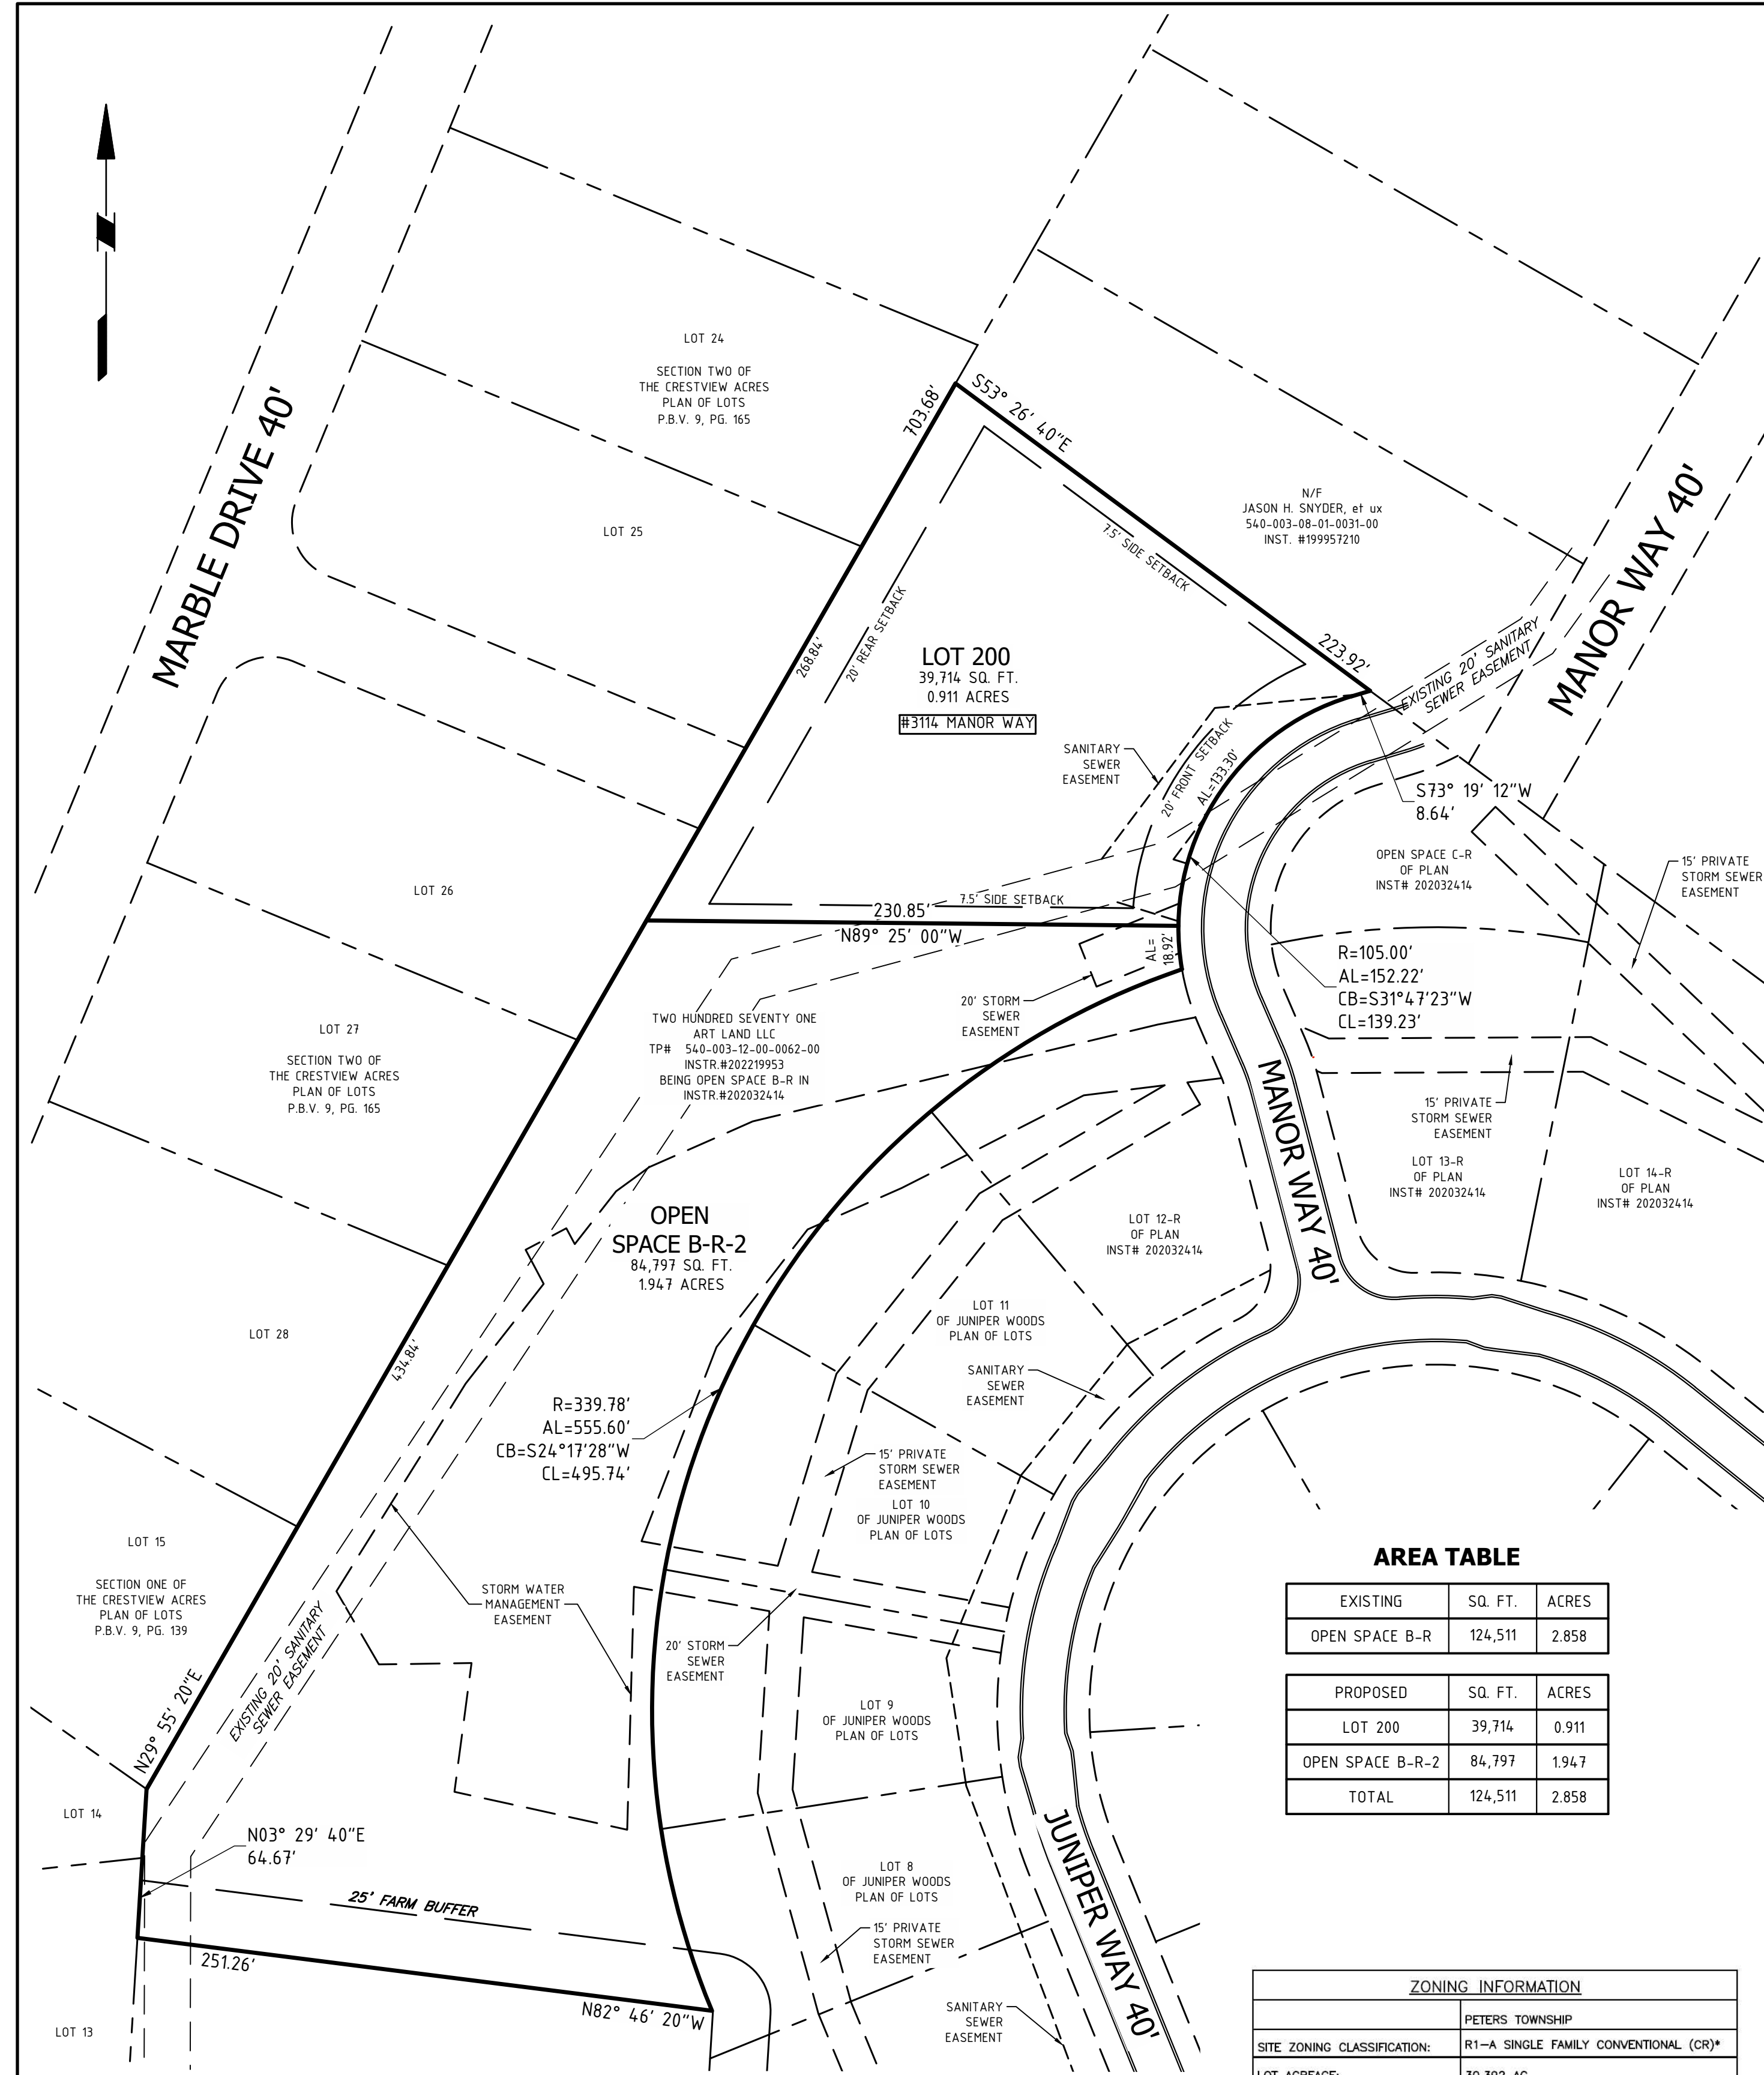 N
MARBLE DRIVE 40'
LOT 24
SECTION TWO OF
THE CRESTVIEW ACRES
PLAN OF LOTS
P.B.V. 9, PG. 165
703.68'
S53° 26' 40"E
LOT 25
N/F
JASON H. SNYDER, et ux
540-003-08-01-0031-00
INST. #199957210
7.5' SIDE SETBACK
MANOR WAY 40'
20' REAR SETBACK
268.84'
LOT 200
39,714 SQ. FT.
0.911 ACRES
#3114 MANOR WAY
223.92'
EXISTING 20' SANITARY
SEWER EASEMENT
SANITARY
SEWER
EASEMENT
20' FRONT SETBACK
AL=133.30'
S73° 19' 12"W
8.64'
OPEN SPACE C-R
OF PLAN
INST# 202032414
15' PRIVATE
STORM SEWER
EASEMENT
LOT 26
7.5' SIDE SETBACK
230.85'
N89° 25' 00"W
AL=
18.92'
R=105.00'
AL=152.22'
CB=S31°47'23"W
CL=139.23'
20' STORM
SEWER
EASEMENT
LOT 27
SECTION TWO OF
THE CRESTVIEW ACRES
PLAN OF LOTS
P.B.V. 9, PG. 165
TWO HUNDRED SEVENTY ONE
ART LAND LLC
TP# 540-003-12-00-0062-00
INSTR.#202219953
BEING OPEN SPACE B-R IN
INSTR.#202032414
MANOR WAY 40'
15' PRIVATE
STORM SEWER
EASEMENT
LOT 13-R
OF PLAN
INST# 202032414
LOT 14-R
OF PLAN
INST# 202032414
OPEN
SPACE B-R-2
84,797 SQ. FT.
1.947 ACRES
LOT 12-R
OF PLAN
INST# 202032414
LOT 28
434.84'
LOT 11
OF JUNIPER WOODS
PLAN OF LOTS
SANITARY
SEWER
EASEMENT
R=339.78'
AL=555.60'
CB=S24°17'28"W
CL=495.74'
15' PRIVATE
STORM SEWER
EASEMENT
LOT 10
OF JUNIPER WOODS
PLAN OF LOTS
LOT 15
SECTION ONE OF
THE CRESTVIEW ACRES
PLAN OF LOTS
P.B.V. 9, PG. 139
STORM WATER
MANAGEMENT
EASEMENT
20' STORM
SEWER
EASEMENT
N29° 55' 20"E
EXISTING 20' SANITARY
SEWER EASEMENT
LOT 9
OF JUNIPER WOODS
PLAN OF LOTS
AREA TABLE
EXISTING SQ. FT. ACRES
OPEN SPACE B-R 124,511 2.858
PROPOSED SQ. FT. ACRES
LOT 200 39,714 0.911
OPEN SPACE B-R-2 84,797 1.947
TOTAL 124,511 2.858
LOT 14
N03° 29' 40"E
64.67'
25' FARM BUFFER
LOT 8
OF JUNIPER WOODS
PLAN OF LOTS
JUNIPER WAY 40'
15' PRIVATE
STORM SEWER
EASEMENT
251.26'
N82° 46' 20"W
LOT 13
SANITARY
SEWER
EASEMENT
ZONING INFORMATION
PETERS TOWNSHIP
SITE ZONING CLASSIFICATION: R1-A SINGLE FAMILY CONVENTIONAL (CR)*
LOT ACREAGE: 30.392 AC